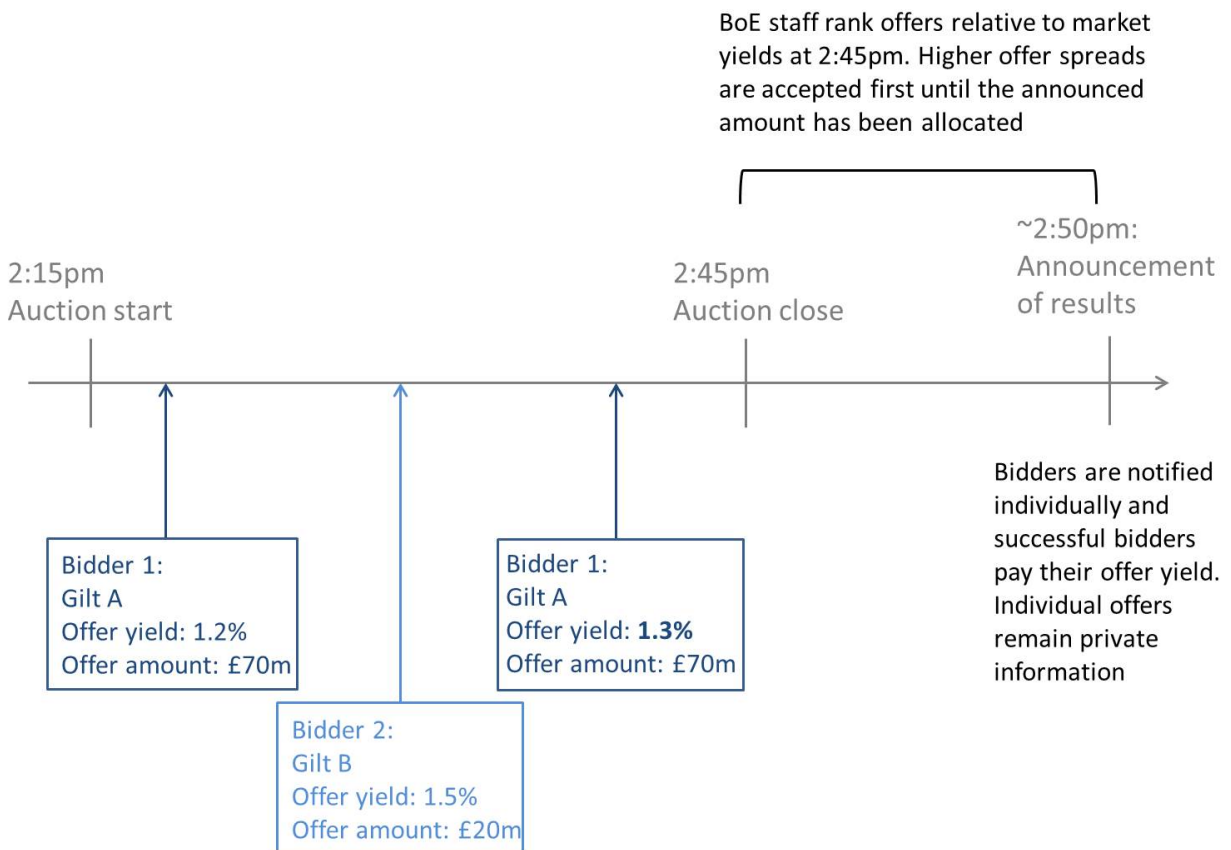 BoE staff rank offers relative to market
yields at 2:45pm. Higher offer spreads
are accepted first until the announced
amount has been allocated
2:15pm
Auction start
2:45pm
Auction close
~2:50pm:
Announcement
of results
Bidder 1:
Gilt A
Offer yield: 1.2%
Offer amount: £70m
Bidder 2:
Gilt B
Offer yield: 1.5%
Offer amount: £20m
Bidder 1:
Gilt A
Offer yield: 1.3%
Offer amount: £70m
Bidders are notified
individually and
successful bidders
pay their offer yield.
Individual offers
remain private
information